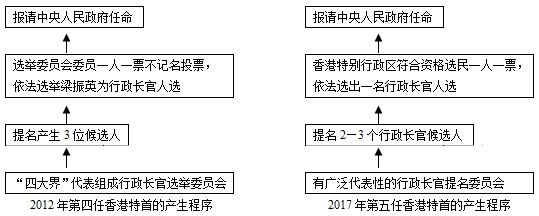 报请中央人民政府任命
选举委员会委员一人一票不记名投票，
依法选举梁振英为行政长官人选
提名产生3位候选人
“四大界”代表组成行政长官选举委员会
2012年第四任香港特首的产生程序
报请中央人民政府任命
香港特别行政区符合资格选民一人一票，
依法选出一名行政长官人选
提名2—3个行政长官候选人
有广泛代表性的行政长官提名委员会
2017年第五任香港特首的产生程序